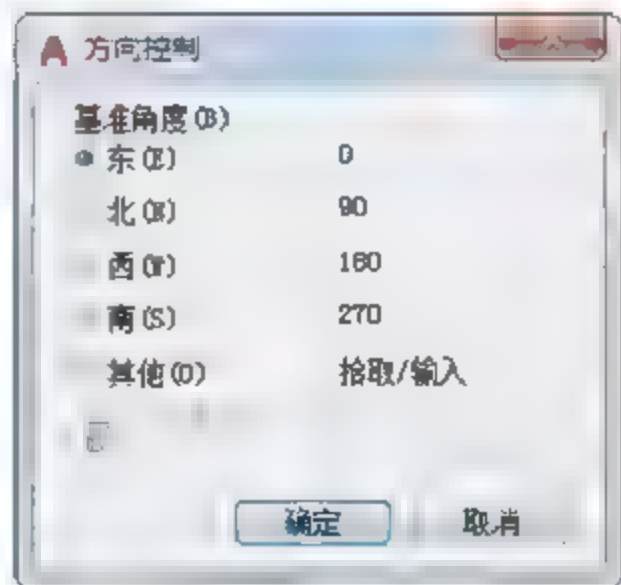 方向控制
基准角度(B)
东(E) 0
北(N) 90
西(W) 180
南(S) 270
其他(O) 拾取/输入
确定 取消